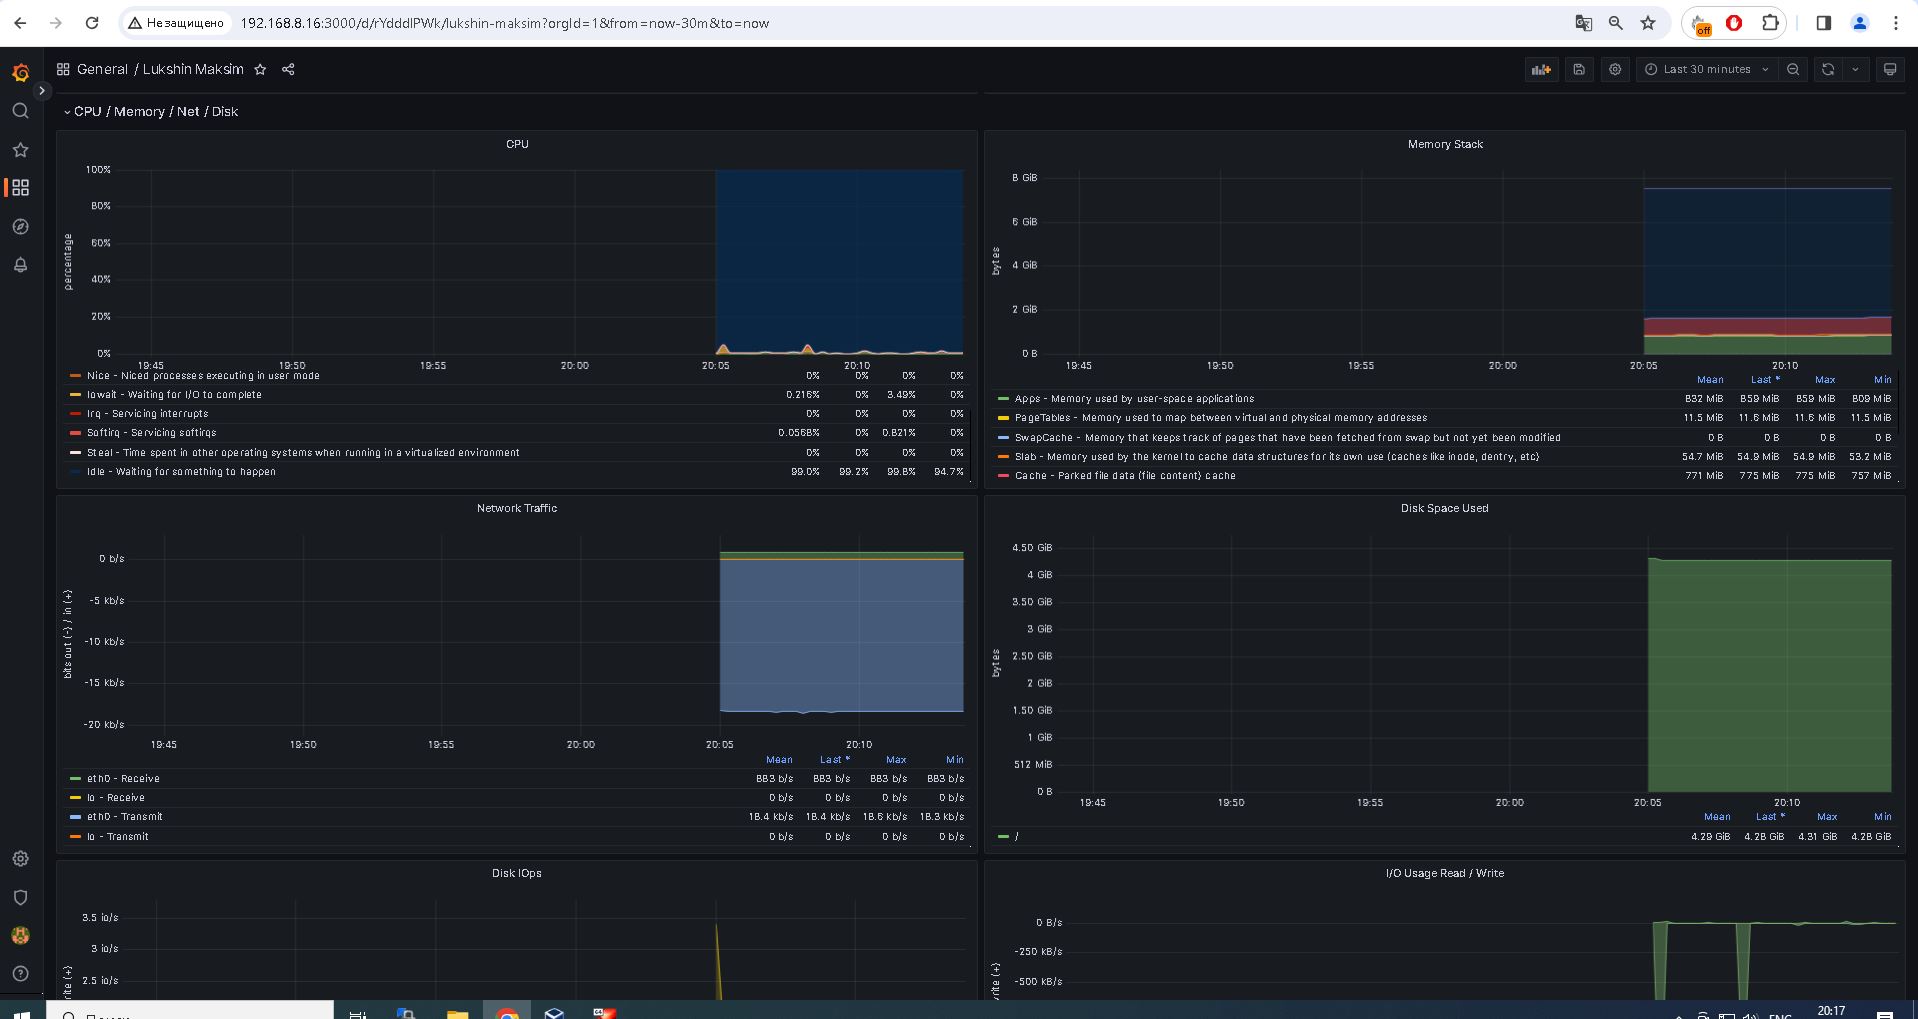 Не защищено 192.168.8.16:3000/d/rYdddlPWk/lukshin-maksim?orgId=1&from=now-30m&to=now
off
General / Lukshin Maksim
Last 30 minutes
CPU / Memory / Net / Disk
CPU
percentage
100%
80%
60%
40%
20%
0%
19:45 19:50 19:55 20:00 20:05 20:10
Nice - Niced processes executing in user mode 0% 0% 0% 0%
Iowait - Waiting for I/O to complete 0.216% 0% 3.49% 0%
Irq - Servicing interrupts 0% 0% 0% 0%
Softirq - Servicing softirqs 0.0568% 0% 0.821% 0%
Steal - Time spent in other operating systems when running in a virtualized environment 0% 0% 0% 0%
Idle - Waiting for something to happen 99.0% 99.2% 99.8% 94.7%
Memory Stack
bytes
8 GiB
6 GiB
4 GiB
2 GiB
0 B
19:45 19:50 19:55 20:00 20:05 20:10
Mean Last * Max Min
Apps - Memory used by user-space applications 832 MiB 859 MiB 859 MiB 809 MiB
PageTables - Memory used to map between virtual and physical memory addresses 11.5 MiB 11.6 MiB 11.6 MiB 11.5 MiB
SwapCache - Memory that keeps track of pages that have been fetched from swap but not yet been modified 0 B 0 B 0 B 0 B
Slab - Memory used by the kernel to cache data structures for its own use (caches like inode, dentry, etc) 54.7 MiB 54.9 MiB 54.9 MiB 53.2 MiB
Cache - Parked file data (file content) cache 771 MiB 775 MiB 775 MiB 757 MiB
Network Traffic
bits out (-) / in (+)
0 b/s
-5 kb/s
-10 kb/s
-15 kb/s
-20 kb/s
19:45 19:50 19:55 20:00 20:05 20:10
Mean Last * Max Min
eth0 - Receive 883 b/s 883 b/s 883 b/s 883 b/s
lo - Receive 0 b/s 0 b/s 0 b/s 0 b/s
eth0 - Transmit 18.4 kb/s 18.4 kb/s 18.6 kb/s 18.3 kb/s
lo - Transmit 0 b/s 0 b/s 0 b/s 0 b/s
Disk Space Used
bytes
4.50 GiB
4 GiB
3.50 GiB
3 GiB
2.50 GiB
2 GiB
1.50 GiB
1 GiB
512 MiB
0 B
19:45 19:50 19:55 20:00 20:05 20:10
Mean Last * Max Min
/ 4.29 GiB 4.28 GiB 4.31 GiB 4.28 GiB
Disk IOps
3.5 io/s
3 io/s
2.5 io/s
I/O Usage Read / Write
0 B/s
-250 kB/s
-500 kB/s
ENG
20:17